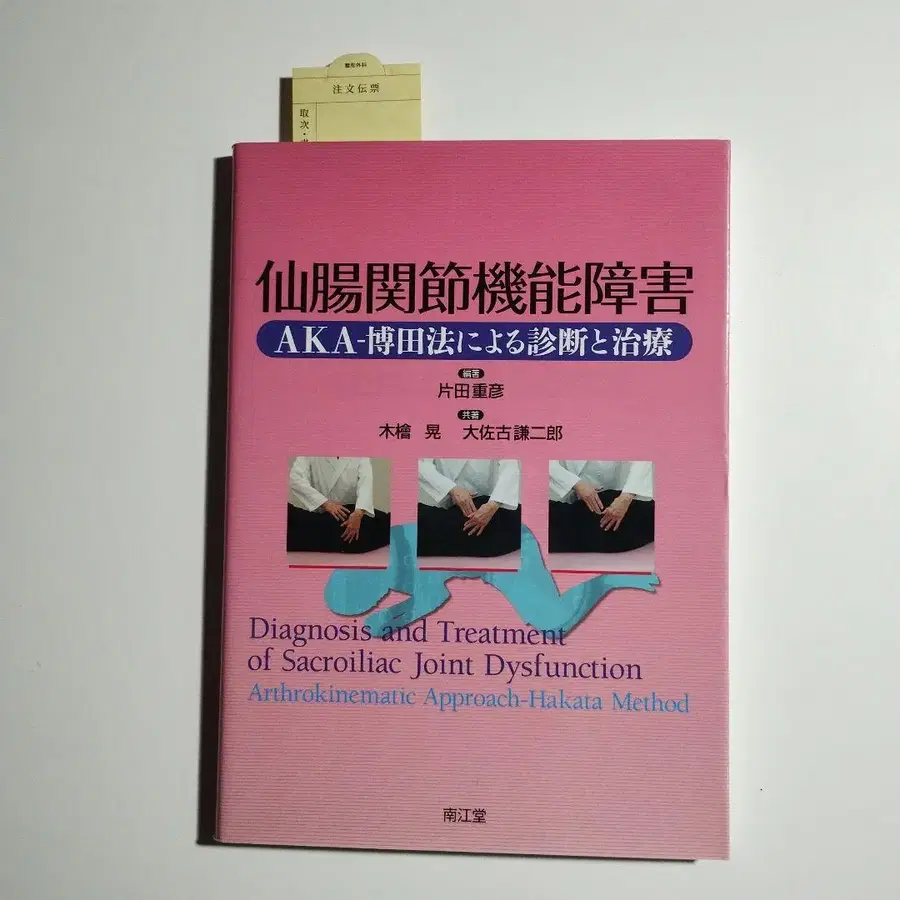 整形外科
注文伝票
取次・
仙腸関節機能障害
AKA-博田法による診断と治療
編著
片田重彦
共著
木檜 晃 大佐古謙二郎
Diagnosis and Treatment
of Sacroiliac Joint Dysfunction
Arthrokinematic Approach-Hakata Method
南江堂